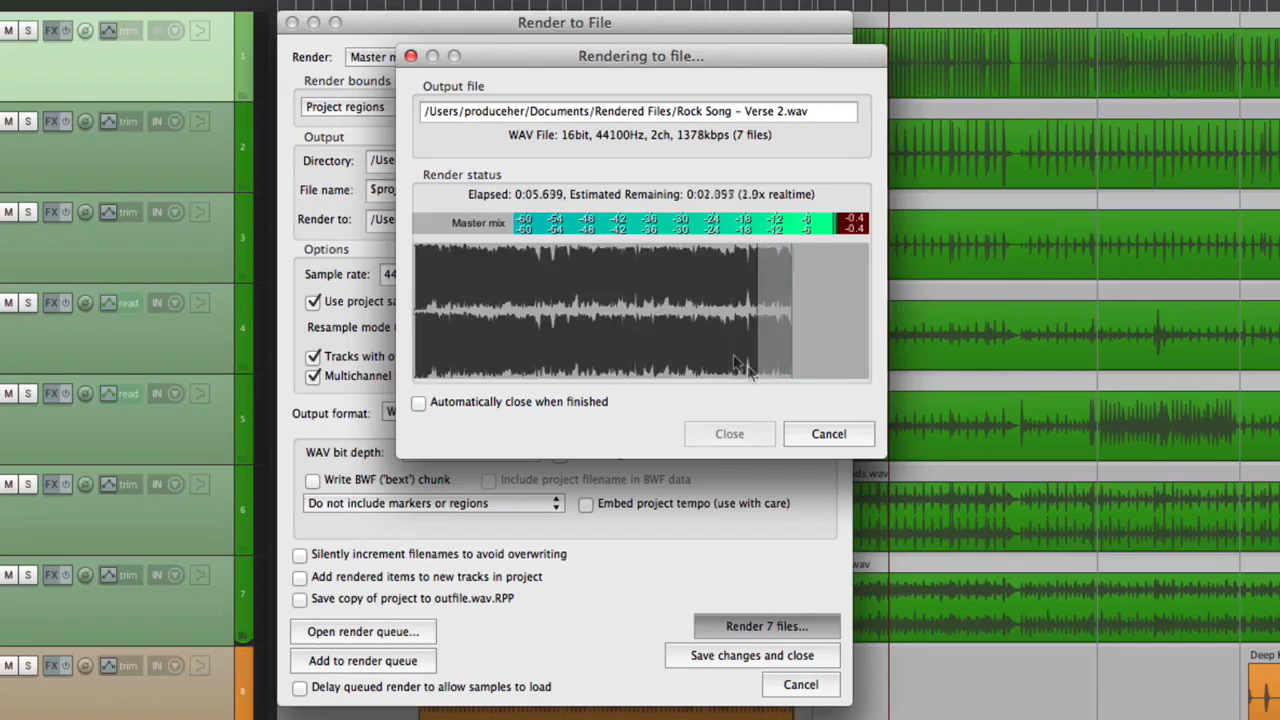 Render to File
Render: Master m
Render bounds
Project regions
Output
Directory: /Use
File name: $proj
Render to: /Use
Options
Sample rate: 44
Use project sa
Resample mode (
Tracks with o
Multichannel
Output format: W
WAV bit depth:
Write BWF ('bext') chunk
Include project filename in BWF data
Do not include markers or regions
Embed project tempo (use with care)
Silently increment filenames to avoid overwriting
Add rendered items to new tracks in project
Save copy of project to outfile.wav.RPP
Open render queue...
Render 7 files...
Add to render queue
Save changes and close
Delay queued render to allow samples to load
Cancel
Rendering to file...
Output file
/Users/produceher/Documents/Rendered Files/Rock Song - Verse 2.wav
WAV File: 16bit, 44100Hz, 2ch, 1378kbps (7 files)
Render status
Elapsed: 0:05.699, Estimated Remaining: (2.9x realtime)
Master mix -60 -54 -48 -42 -36 -30 -24 -18 -12 -6 -0.4
-60 -54 -48 -42 -36 -30 -24 -18 -12 -6 -0.4
Automatically close when finished
Close
Cancel
M S FX trim IN 1
M S FX trim IN 2
M S FX trim IN 3
M S FX read IN 4
M S FX read IN 5
M S FX trim IN 6
M S FX trim IN 7
M S FX trim IN 8
ds.wav
.wav
Deep K